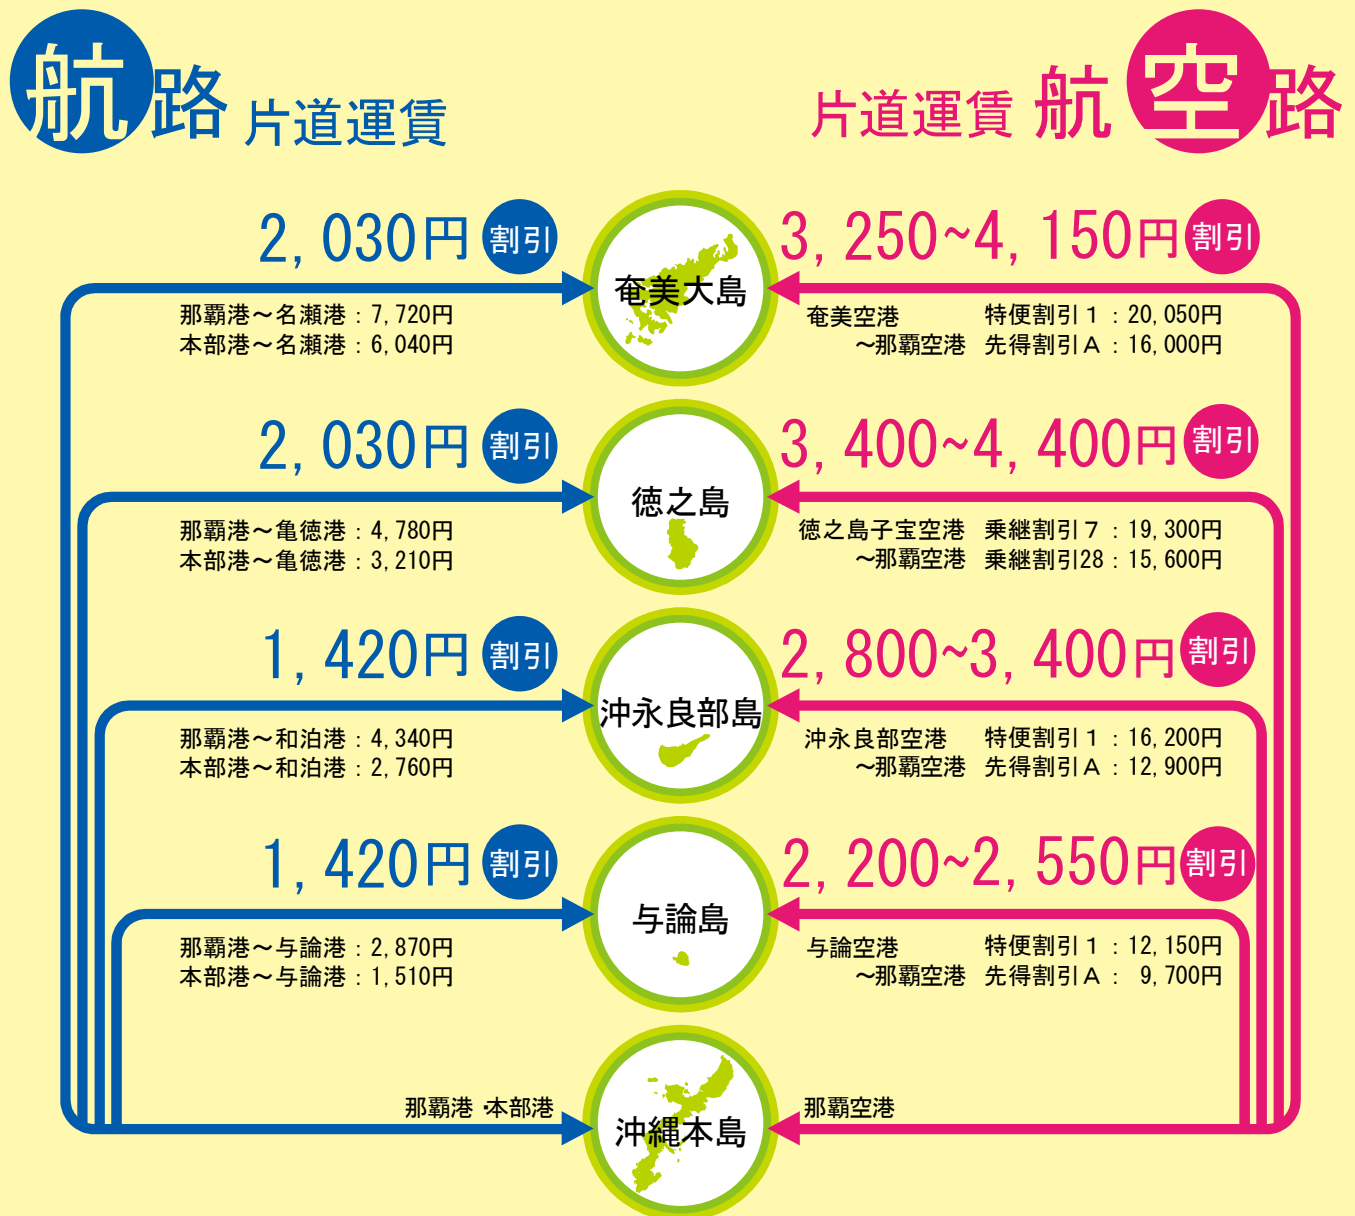 航路 片道運賃
片道運賃 航空路
2,030円 割引
那覇港～名瀬港：7,720円
本部港～名瀬港：6,040円
奄美大島
3,250~4,150円 割引
奄美空港 特便割引１：20,050円
～那覇空港 先得割引Ａ：16,000円
2,030円 割引
那覇港～亀徳港：4,780円
本部港～亀徳港：3,210円
徳之島
3,400~4,400円 割引
徳之島子宝空港 乗継割引７：19,300円
～那覇空港 乗継割引28：15,600円
1,420円 割引
那覇港～和泊港：4,340円
本部港～和泊港：2,760円
沖永良部島
2,800~3,400円 割引
沖永良部空港 特便割引１：16,200円
～那覇空港 先得割引Ａ：12,900円
1,420円 割引
那覇港～与論港：2,870円
本部港～与論港：1,510円
与論島
2,200~2,550円 割引
与論空港 特便割引１：12,150円
～那覇空港 先得割引Ａ：9,700円
那覇港・本部港
沖縄本島
那覇空港